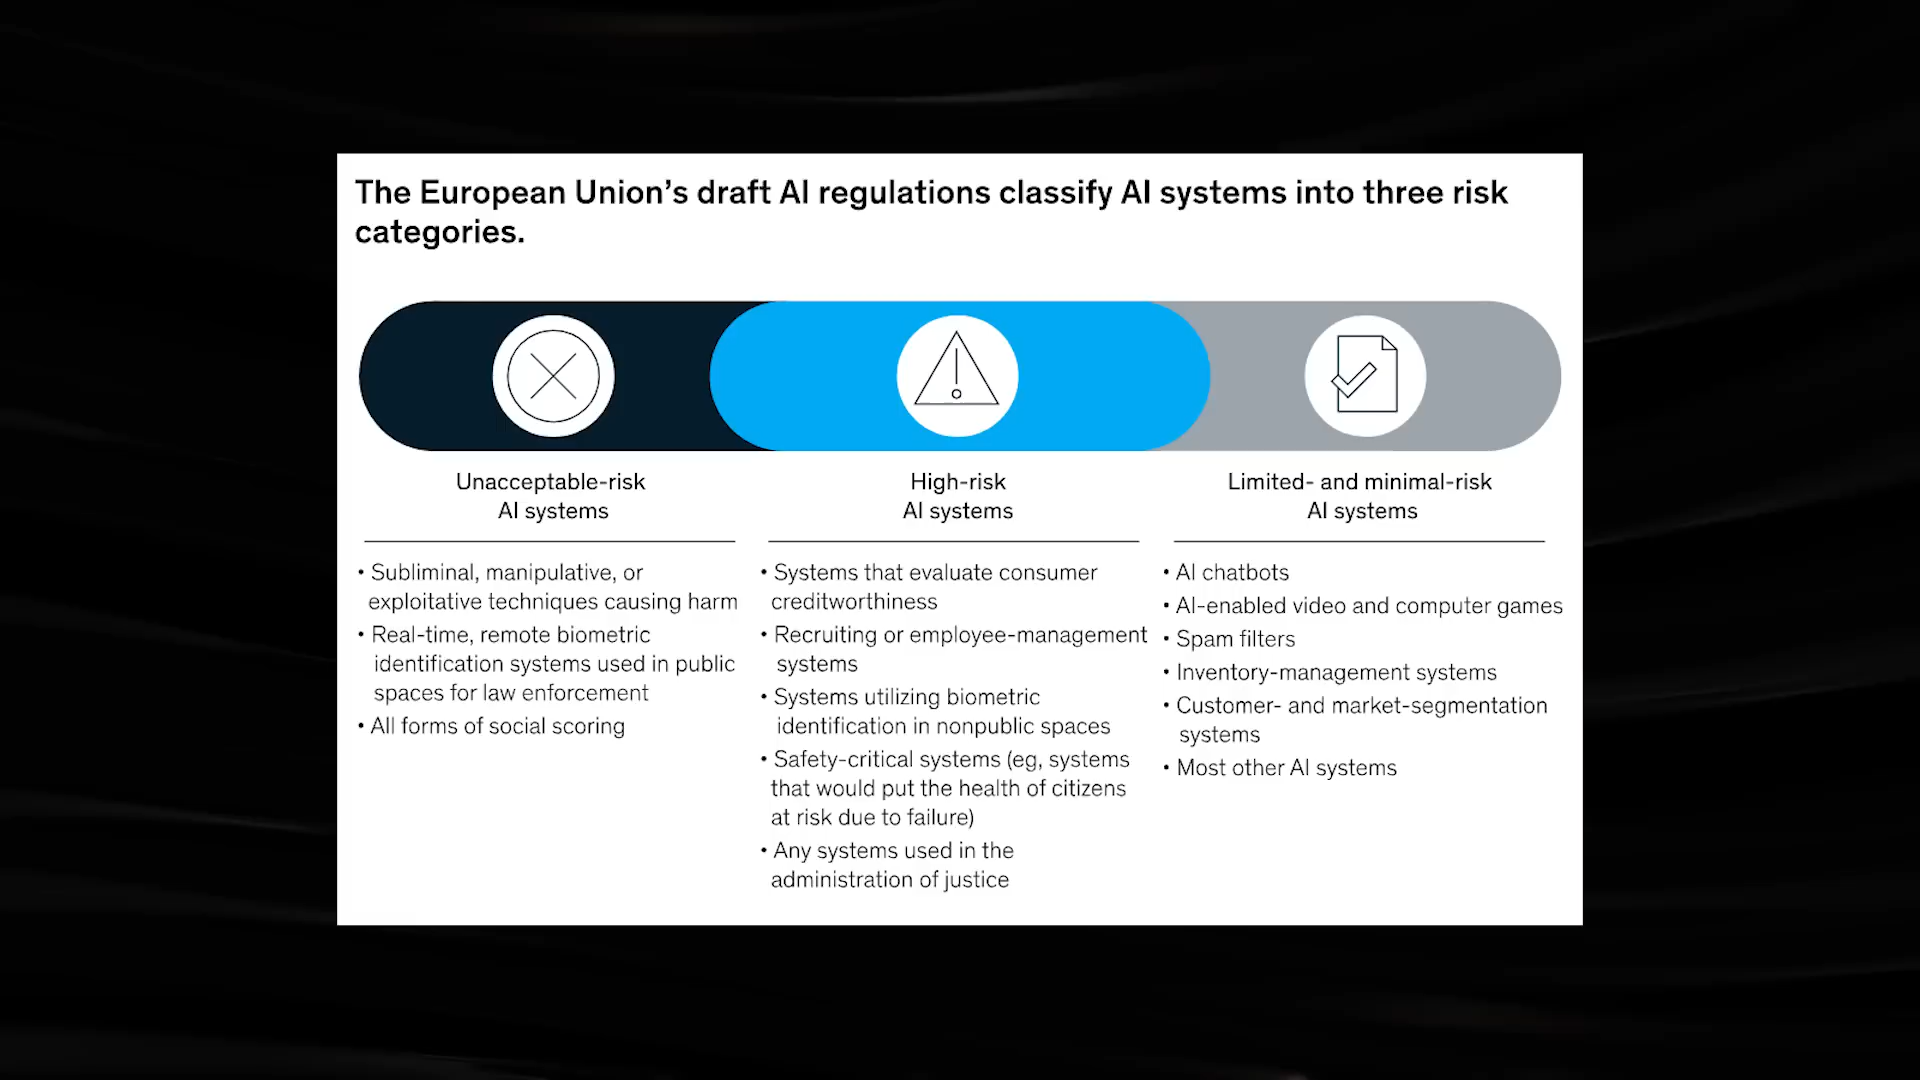 The European Union’s draft AI regulations classify AI systems into three risk
categories.
Unacceptable-risk
AI systems
• Subliminal, manipulative, or
exploitative techniques causing harm
• Real-time, remote biometric
identification systems used in public
spaces for law enforcement
• All forms of social scoring
High-risk
AI systems
• Systems that evaluate consumer
creditworthiness
• Recruiting or employee-management
systems
• Systems utilizing biometric
identification in nonpublic spaces
• Safety-critical systems (eg, systems
that would put the health of citizens
at risk due to failure)
• Any systems used in the
administration of justice
Limited- and minimal-risk
AI systems
• AI chatbots
• AI-enabled video and computer games
• Spam filters
• Inventory-management systems
• Customer- and market-segmentation
systems
• Most other AI systems